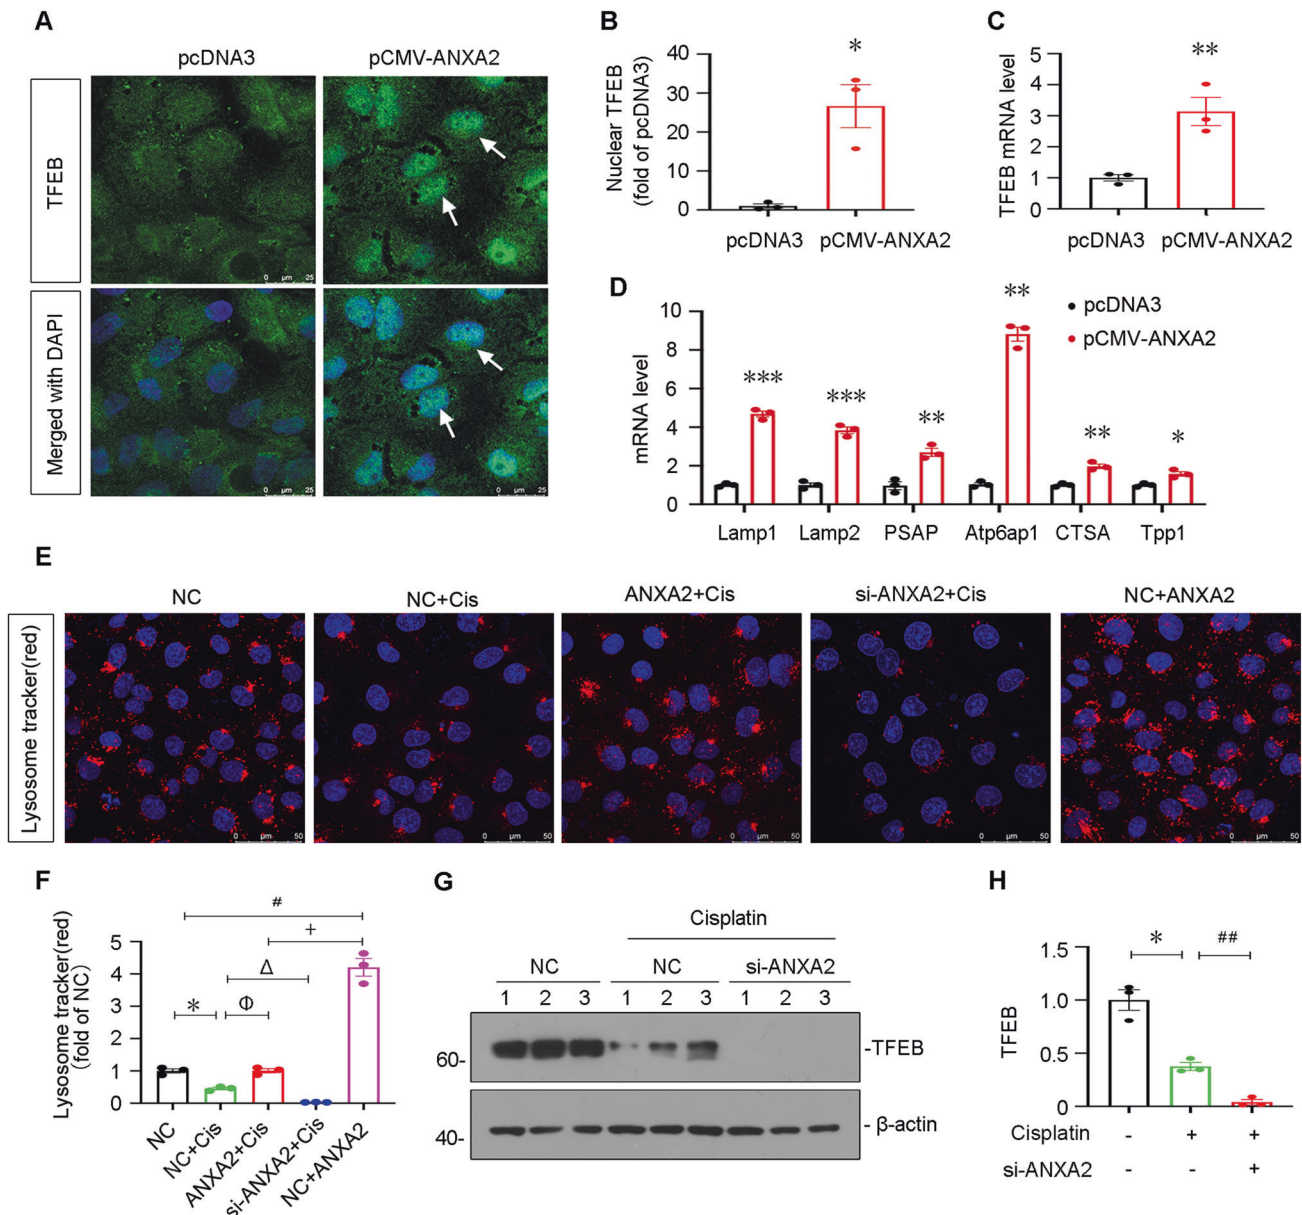 A
pcDNA3
pCMV-ANXA2
TFEB
0 µm 25
0 µm 25
Merged with DAPI
0 µm 25
0 µm 25
B
Nuclear TFEB
(fold of pcDNA3)
40
30
20
10
0
*
pcDNA3
pCMV-ANXA2
C
TFEB mRNA level
5
4
3
2
1
0
**
pcDNA3
pCMV-ANXA2
D
mRNA level
10
8
6
4
2
0
***
***
**
**
**
*
pcDNA3
pCMV-ANXA2
Lamp1
Lamp2
PSAP
Atp6ap1
CTSA
Tpp1
E
NC
NC+Cis
ANXA2+Cis
si-ANXA2+Cis
NC+ANXA2
Lysosome tracker(red)
0 µm 50
0 µm 50
0 µm 50
0 µm 50
0 µm 50
F
Lysosome tracker(red)
(fold of NC)
5
4
3
2
1
0
#
+
Δ
*
Φ
NC
NC+Cis
ANXA2+Cis
si-ANXA2+Cis
NC+ANXA2
G
Cisplatin
NC
NC
si-ANXA2
1 2 3 1 2 3 1 2 3
60-
-TFEB
40-
- β-actin
H
TFEB
1.5
1.0
0.5
0
*
##
Cisplatin - + +
si-ANXA2 - - +